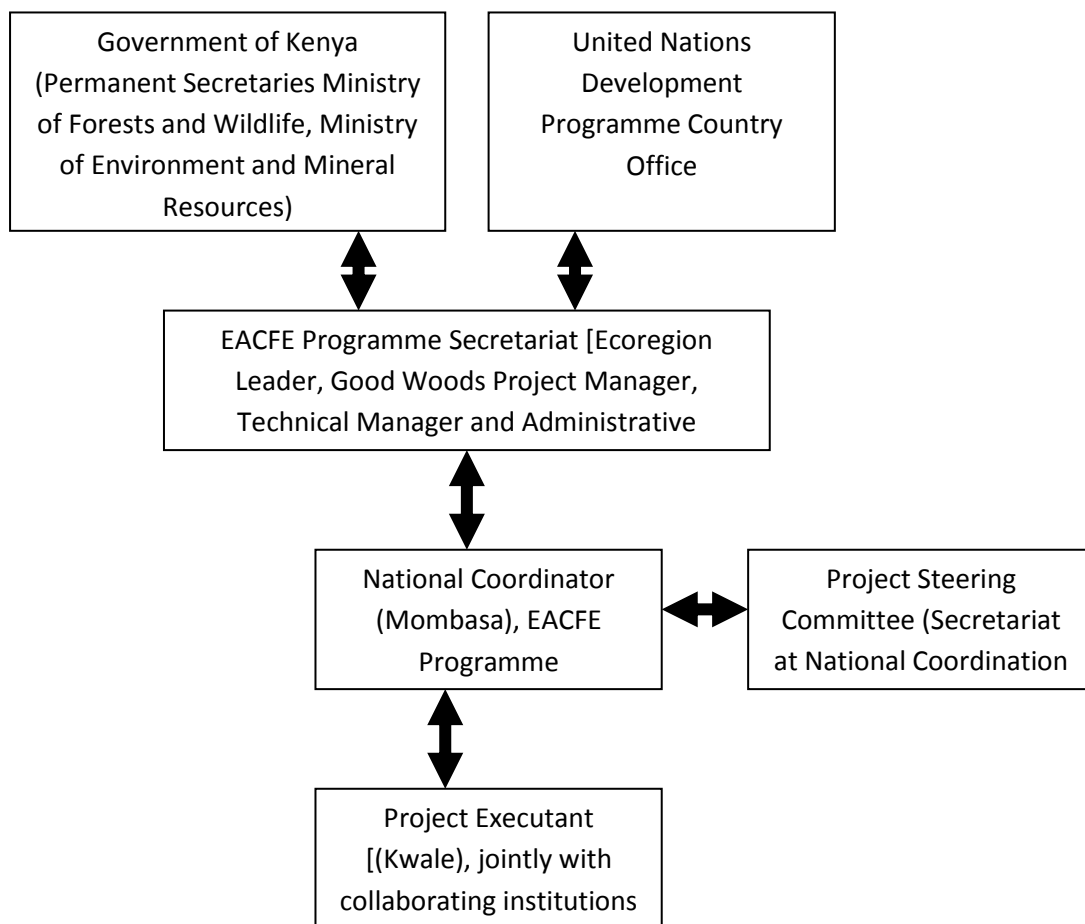 Government of Kenya
(Permanent Secretaries Ministry
of Forests and Wildlife, Ministry
of Environment and Mineral
Resources)
United Nations
Development
Programme Country
Office
EACFE Programme Secretariat [Ecoregion
Leader, Good Woods Project Manager,
Technical Manager and Administrative
National Coordinator
(Mombasa), EACFE
Programme
Project Steering
Committee (Secretariat
at National Coordination
Project Executant
[(Kwale), jointly with
collaborating institutions